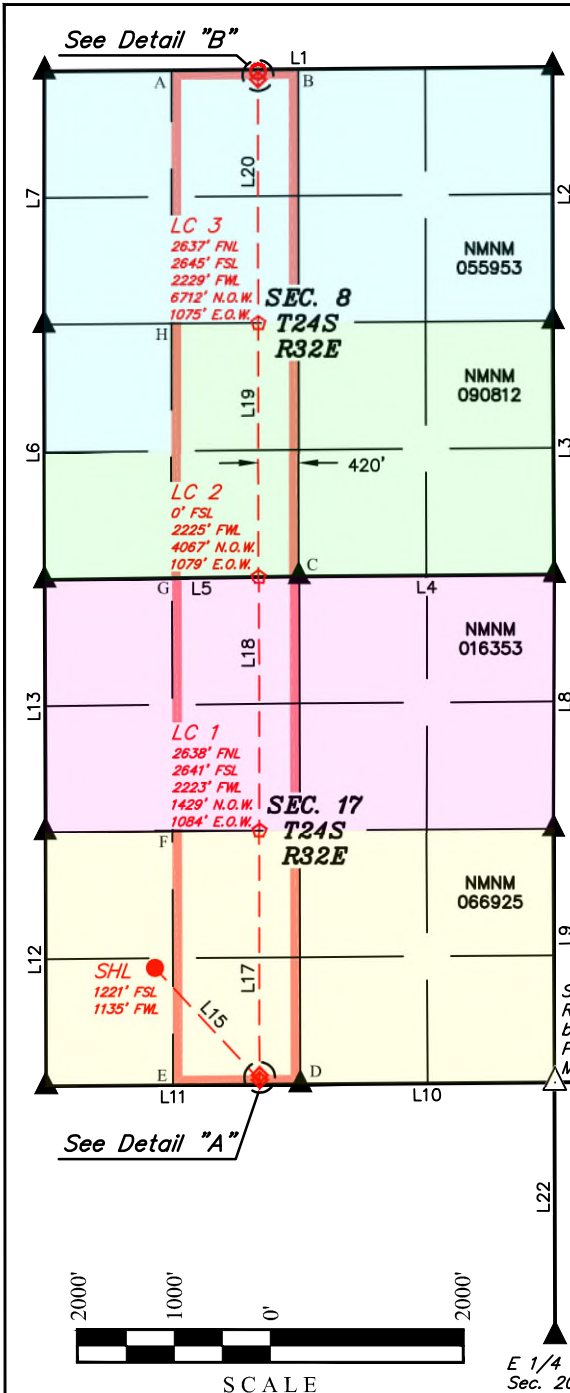 See Detail "B"
L1
A
B
L7
L20
L2
LC 3
2637' FNL
2645' FSL
2229' FWL
6712' N.O.W.
1075' E.O.W.
NMNM
055953
SEC. 8
T24S
R32E
H
L6
L19
NMNM
090812
L3
420'
LC 2
0' FSL
2225' FWL
4067' N.O.W.
1079' E.O.W.
G
L5
C
L4
L13
L18
NMNM
016353
L8
LC 1
2638' FNL
2641' FSL
2223' FWL
1429' N.O.W.
1084' E.O.W.
SEC. 17
T24S
R32E
F
L12
NMNM
066925
L9
SHL
1221' FSL
1135' FWL
L15
L17
E
D
L11
L10
See Detail "A"
L22
2000'
1000'
0'
2000'
SCALE
E 1/4